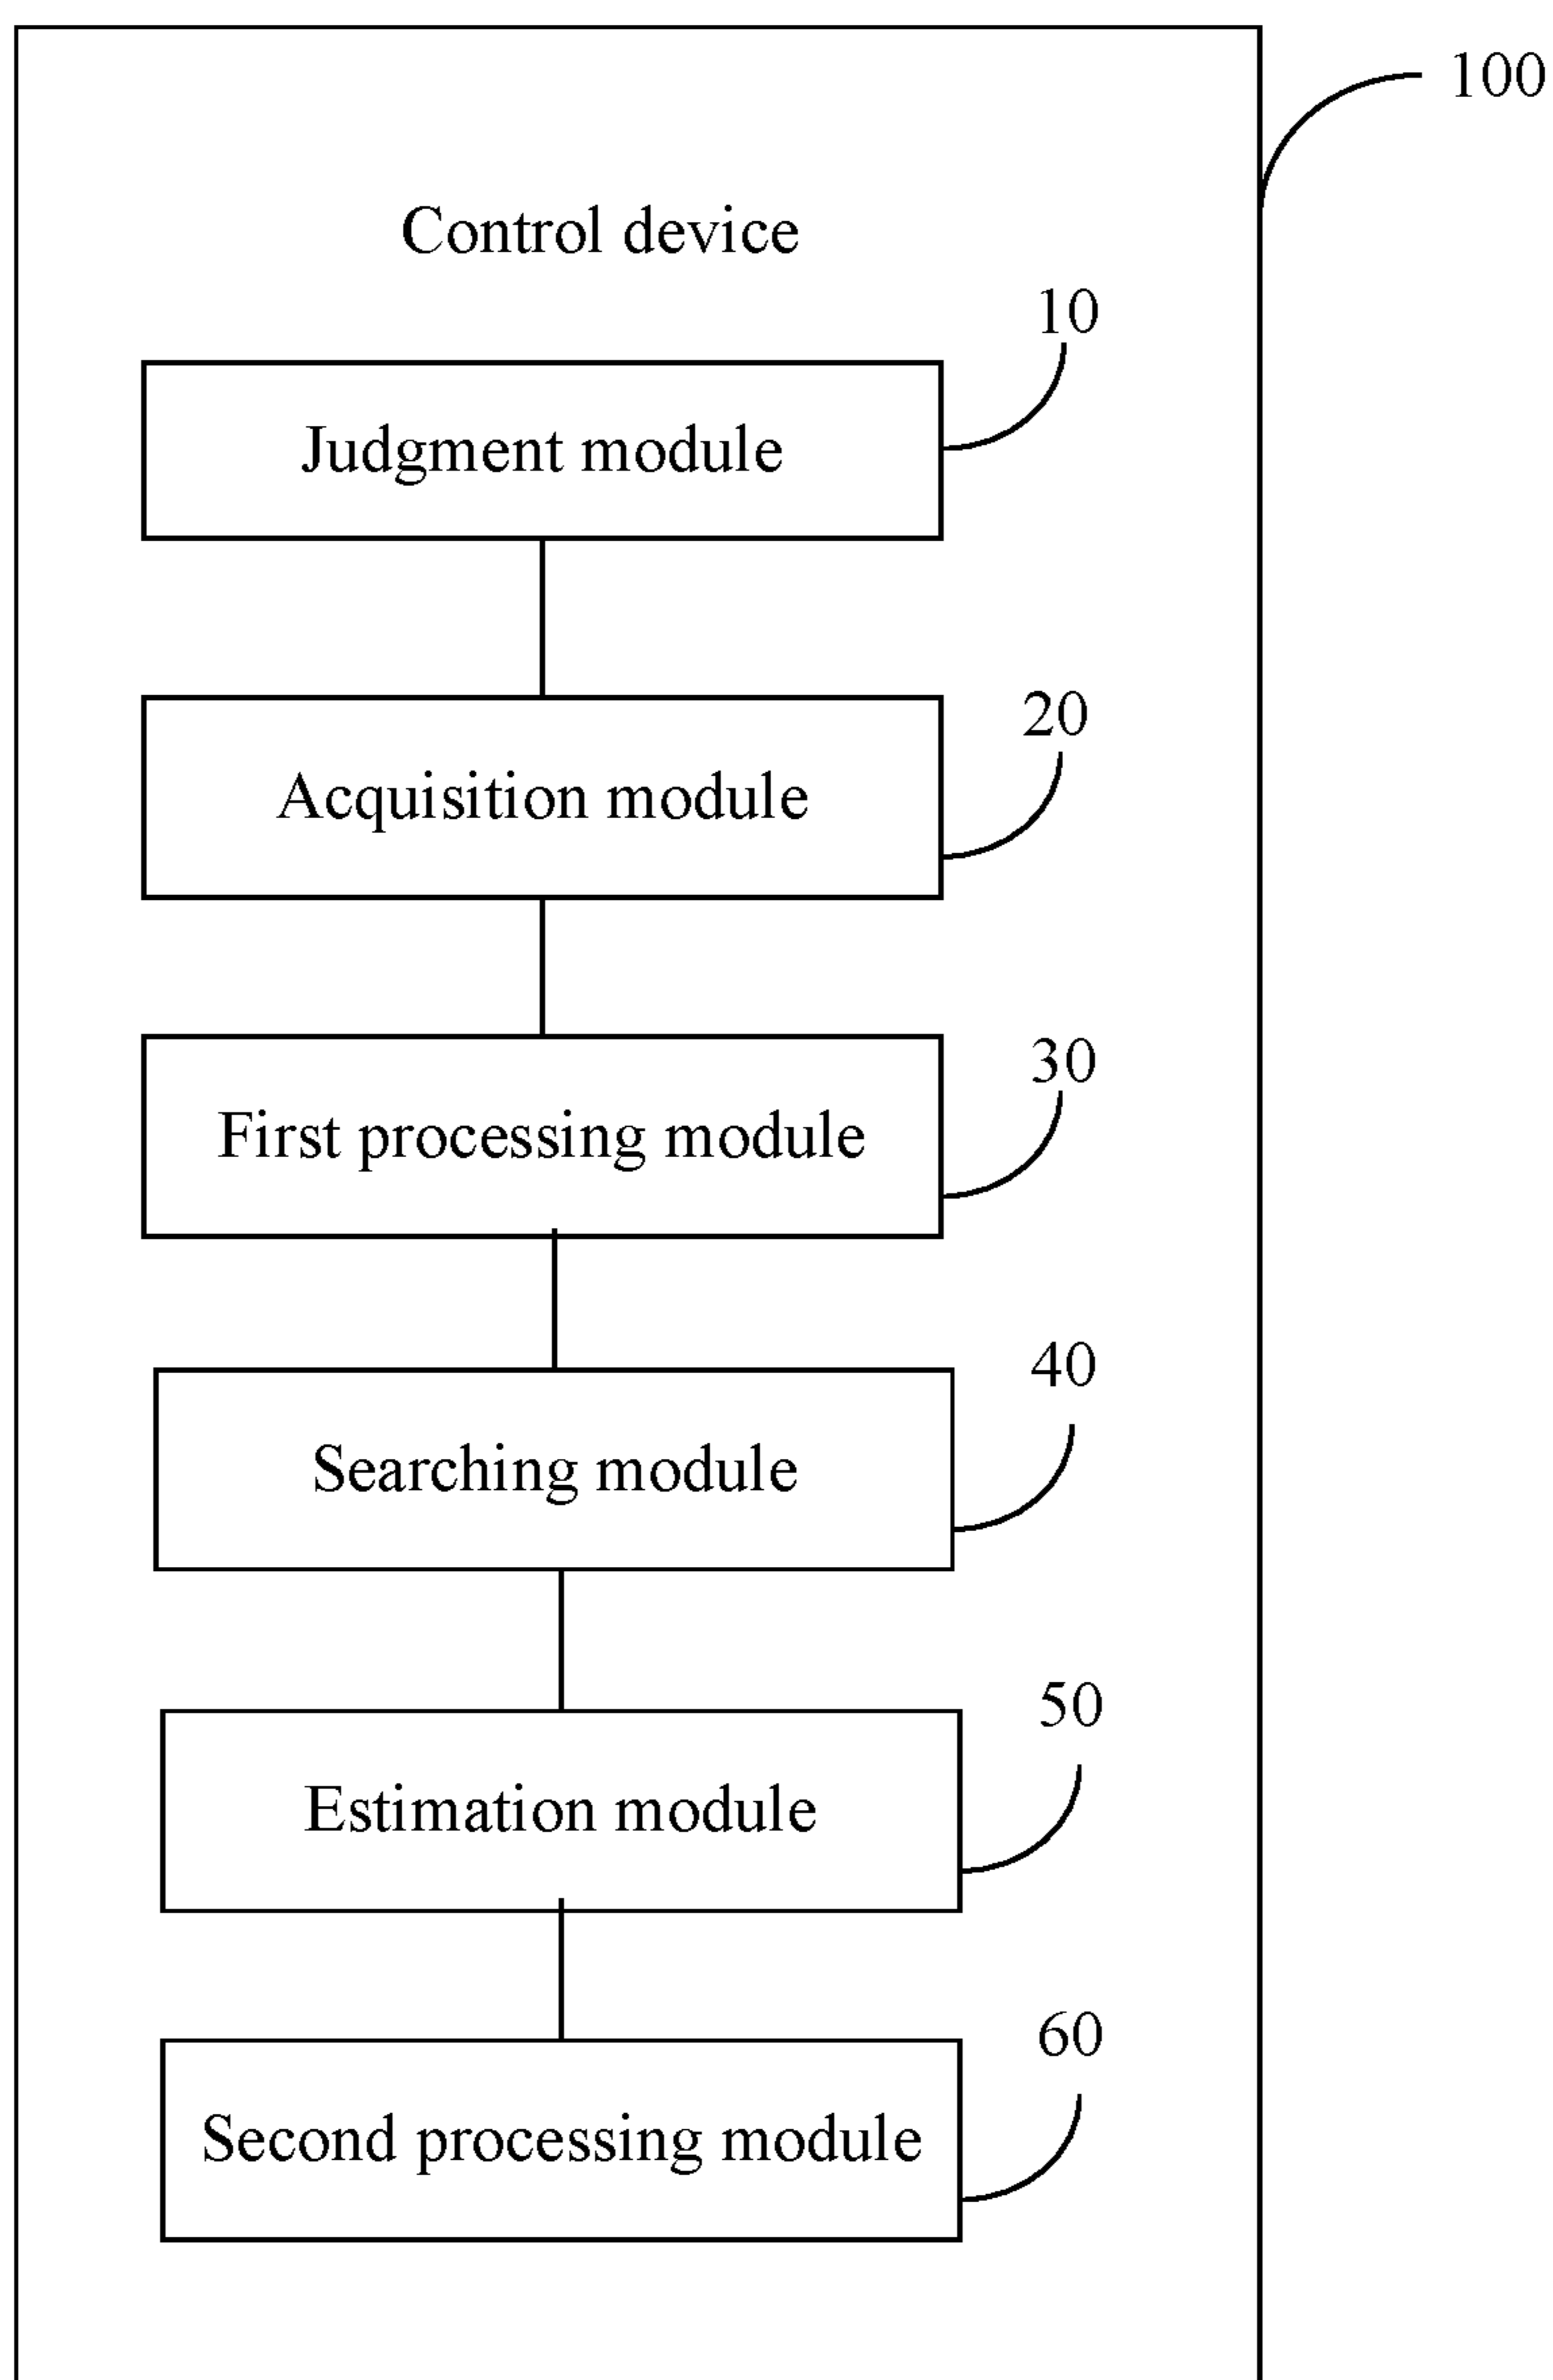 100
Control device
10
Judgment module
20
Acquisition module
30
First processing module
40
Searching module
50
Estimation module
60
Second processing module